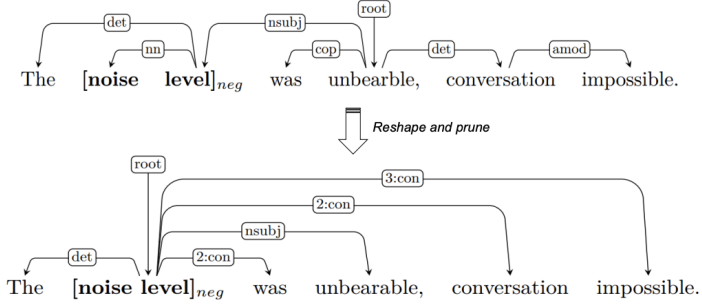 root
det nsubj
nn cop det amod
The [noise level]neg was unbearble, conversation impossible.
Reshape and prune
root
3:con
2:con
nsubj
det 2:con
The [noise level]neg was unbearable, conversation impossible.